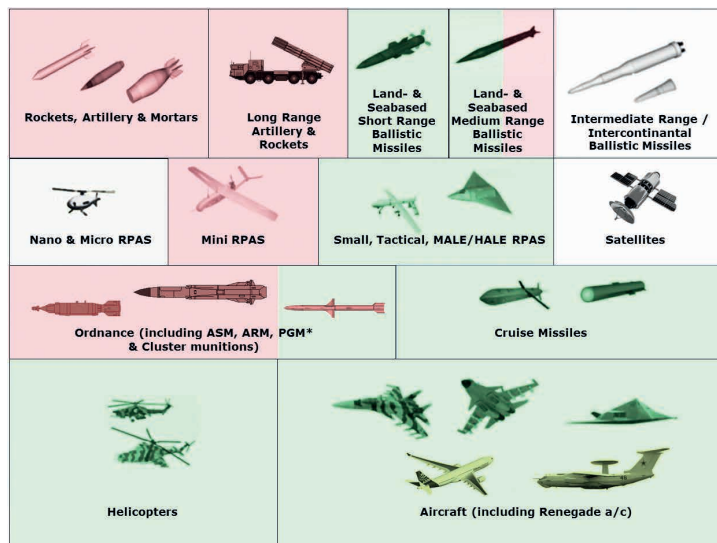 Rockets, Artillery & Mortars
Long Range
Artillery &
Rockets
Land- &
Seabased
Short Range
Ballistic
Missiles
Land- &
Seabased
Medium Range
Ballistic
Missiles
Intermediate Range /
Intercontinantal
Ballistic Missiles
Nano & Micro RPAS
Mini RPAS
Small, Tactical, MALE/HALE RPAS
Satellites
Ordnance (including ASM, ARM, PGM*
& Cluster munitions)
Cruise Missiles
Helicopters
Aircraft (including Renegade a/c)